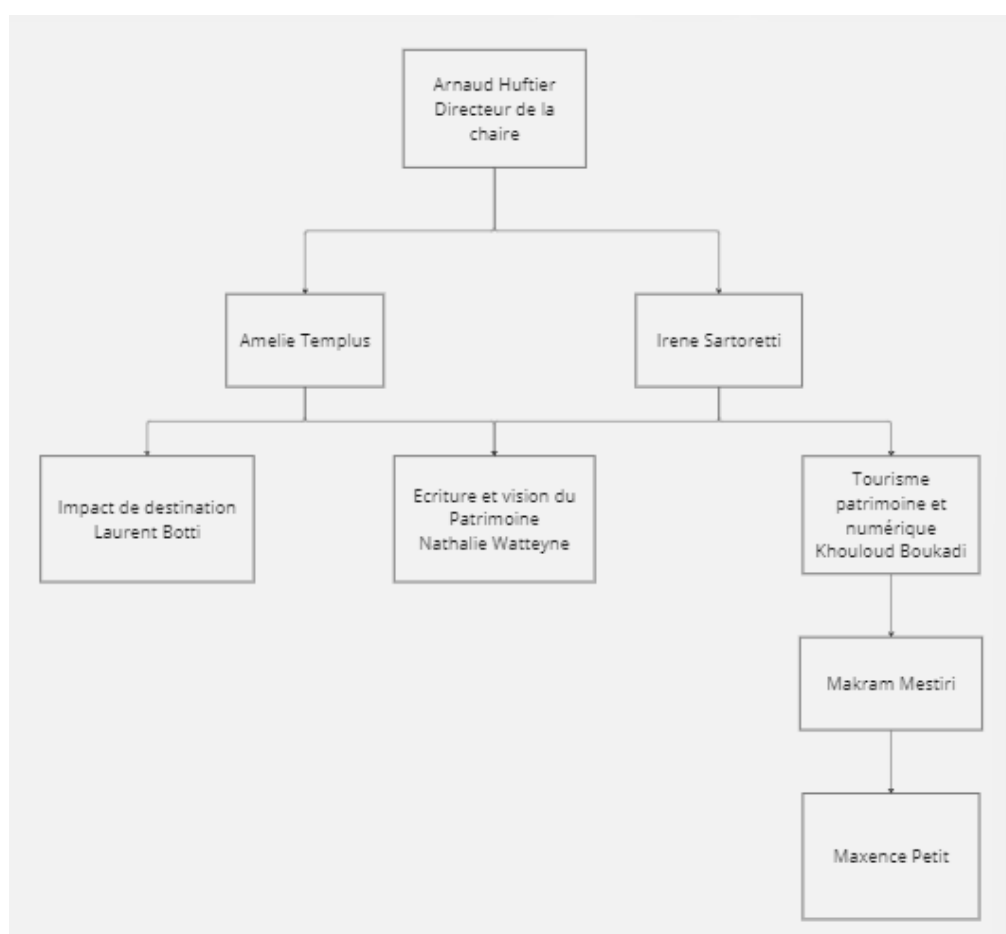 Arnaud Huftier
Directeur de la
chaire
Amelie Templus
Irene Sartoretti
Impact de destination
Laurent Botti
Ecriture et vision du
Patrimoine
Nathalie Watteyne
Tourisme
patrimoine et
numérique
Khouloud Boukadi
Makram Mestiri
Maxence Petit